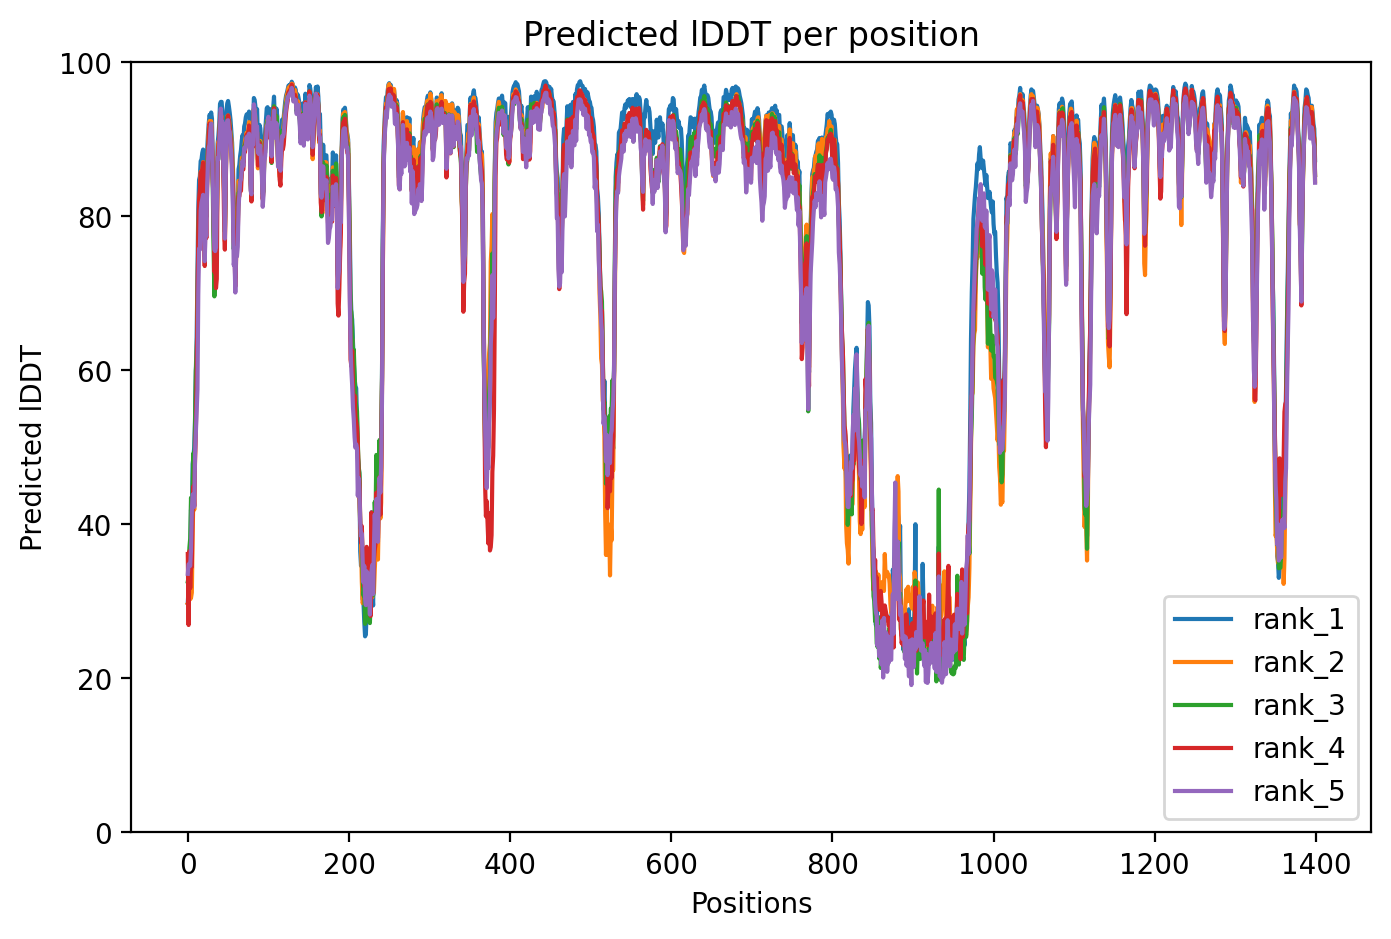 Predicted lDDT per position
Predicted lDDT
100
80
60
40
20
0
0 200 400 600 800 1000 1200 1400
Positions
rank_1
rank_2
rank_3
rank_4
rank_5